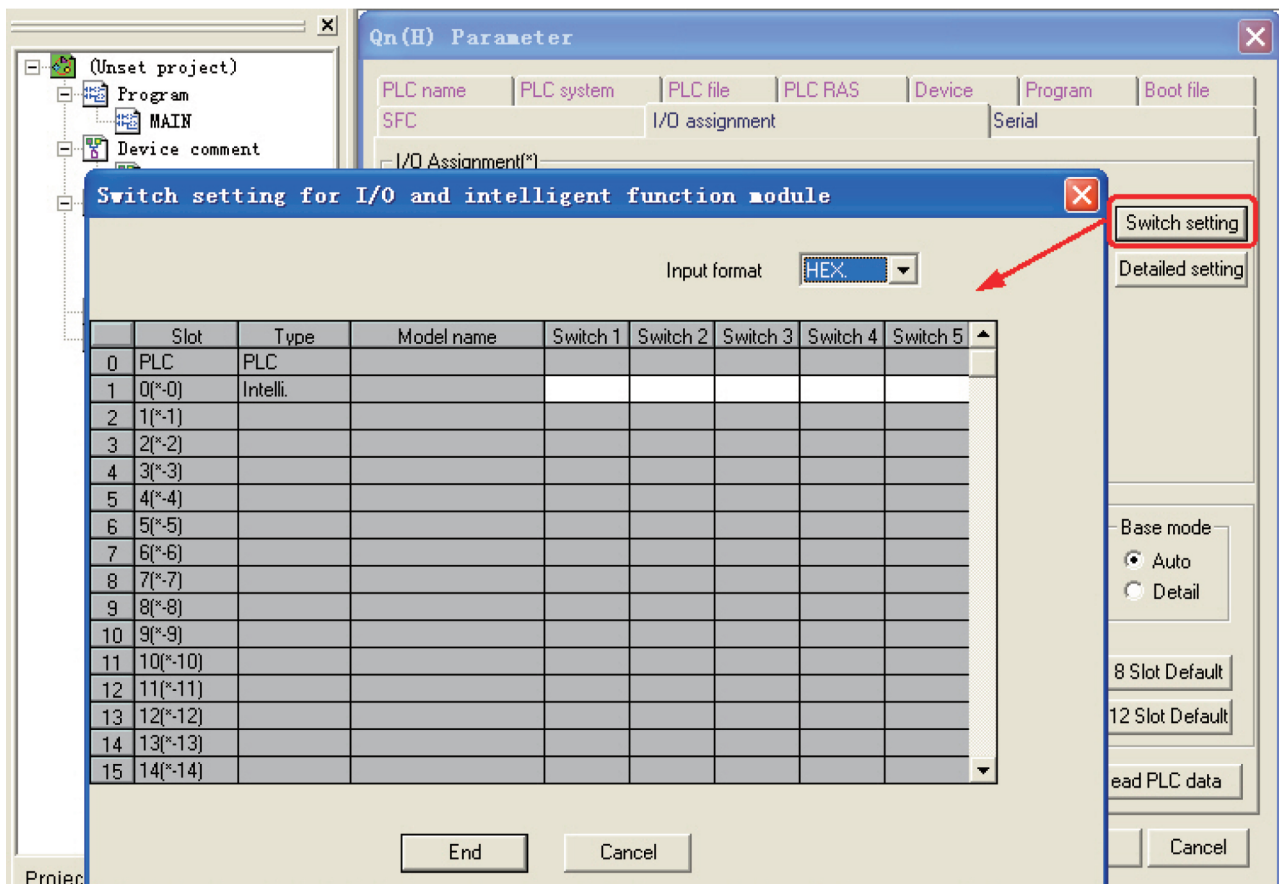 Qn(H) Parameter
(Unset project)
Program
MAIN
Device comment
PLC name PLC system PLC file PLC RAS Device Program Boot file
SFC I/O assignment Serial
I/O Assignment(*)
Switch setting for I/O and intelligent function module
Switch setting
Detailed setting
Input format HEX.
Slot Type Model name Switch 1 Switch 2 Switch 3 Switch 4 Switch 5
0 PLC PLC
1 0(*-0) Intelli.
2 1(*-1)
3 2(*-2)
4 3(*-3)
5 4(*-4)
6 5(*-5)
7 6(*-6)
8 7(*-7)
9 8(*-8)
10 9(*-9)
11 10(*-10)
12 11(*-11)
13 12(*-12)
14 13(*-13)
15 14(*-14)
Base mode
Auto
Detail
8 Slot Default
12 Slot Default
ead PLC data
End Cancel
Cancel
Projec